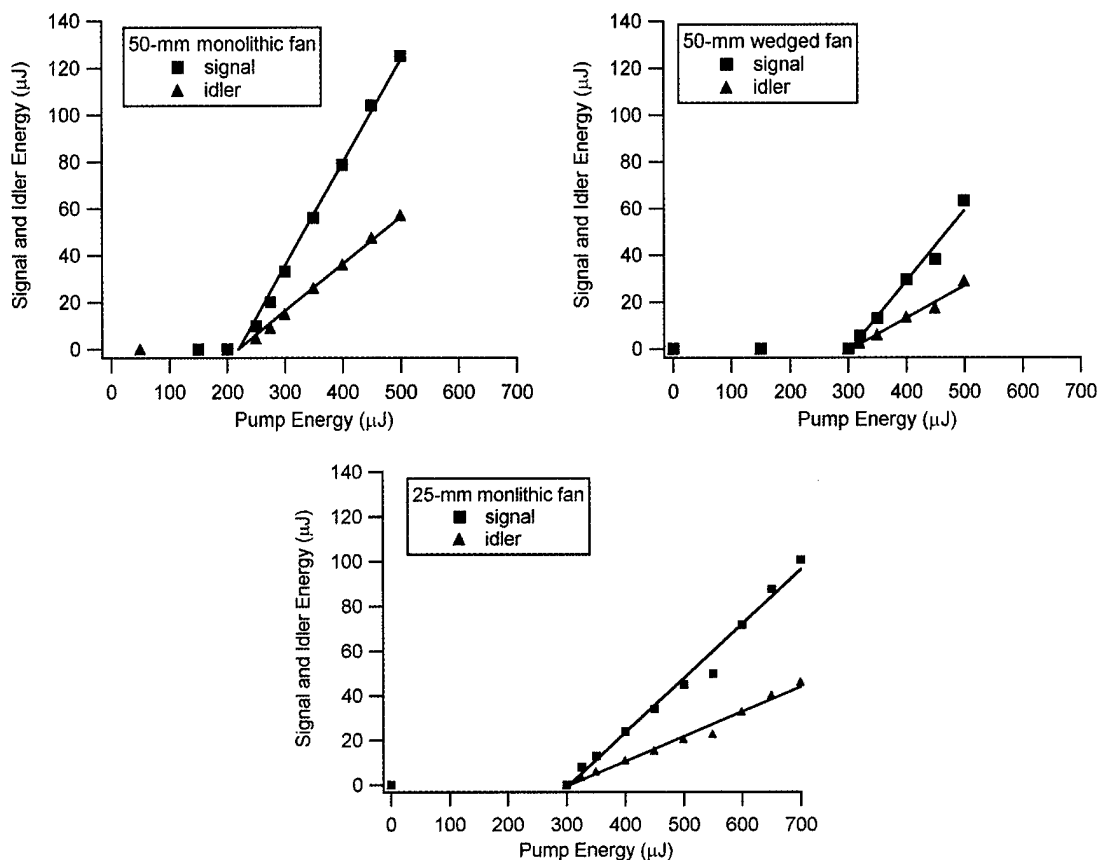 50-mm monolithic fan
signal
idler
Signal and Idler Energy (μJ)
140
120
100
80
60
40
20
0
0 100 200 300 400 500 600 700
Pump Energy (μJ)
50-mm wedged fan
signal
idler
Signal and Idler Energy (μJ)
140
120
100
80
60
40
20
0
0 100 200 300 400 500 600 700
Pump Energy (μJ)
25-mm monlithic fan
signal
idler
Signal and Idler Energy (μJ)
140
120
100
80
60
40
20
0
0 100 200 300 400 500 600 700
Pump Energy (μJ)